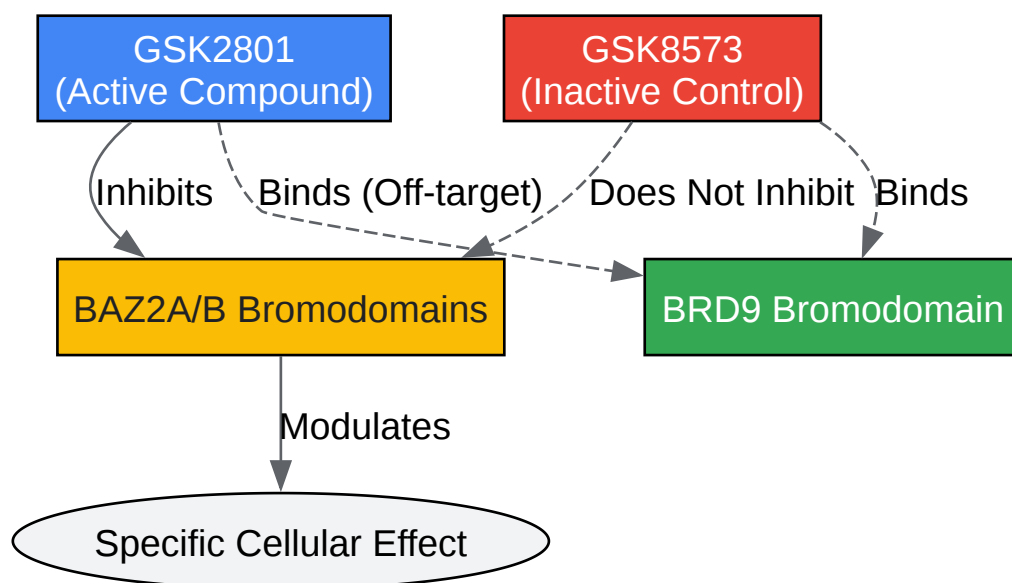 GSK2801
(Active Compound)
GSK8573
(Inactive Control)
Inhibits
Binds (Off-target)
Does Not Inhibit
Binds
BAZ2A/B Bromodomains
BRD9 Bromodomain
Modulates
Specific Cellular Effect